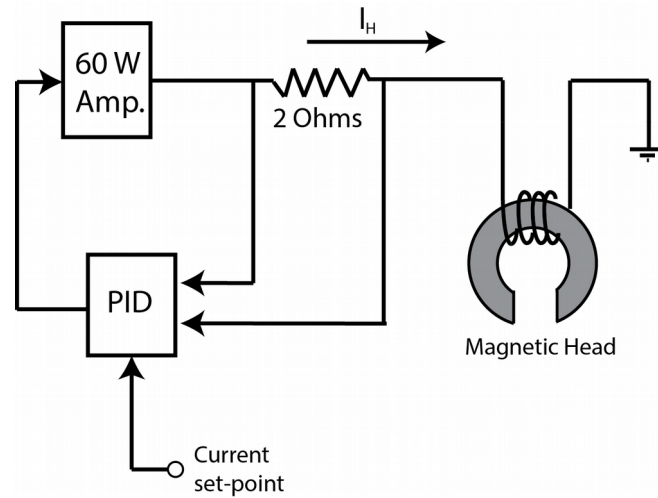 I_H
60 W
Amp.
2 Ohms
PID
Magnetic Head
Current
set-point